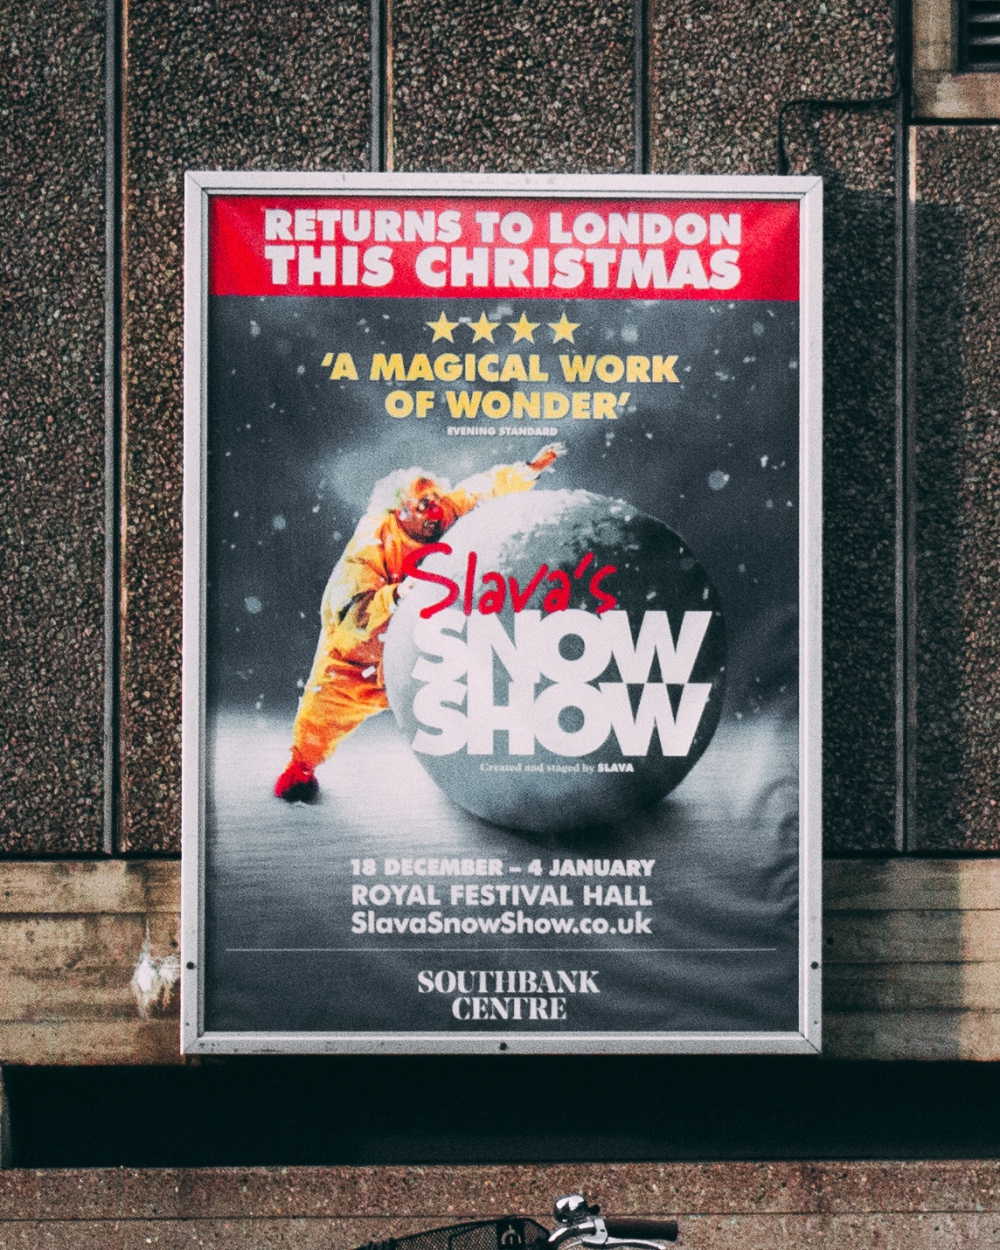 RETURNS TO LONDON
THIS CHRISTMAS
‘A MAGICAL WORK
OF WONDER’
EVENING STANDARD
Slava's
SNOW
SHOW
Created and staged by SLAVA
18 DECEMBER – 4 JANUARY
ROYAL FESTIVAL HALL
SlavaSnowShow.co.uk
SOUTHBANK
CENTRE